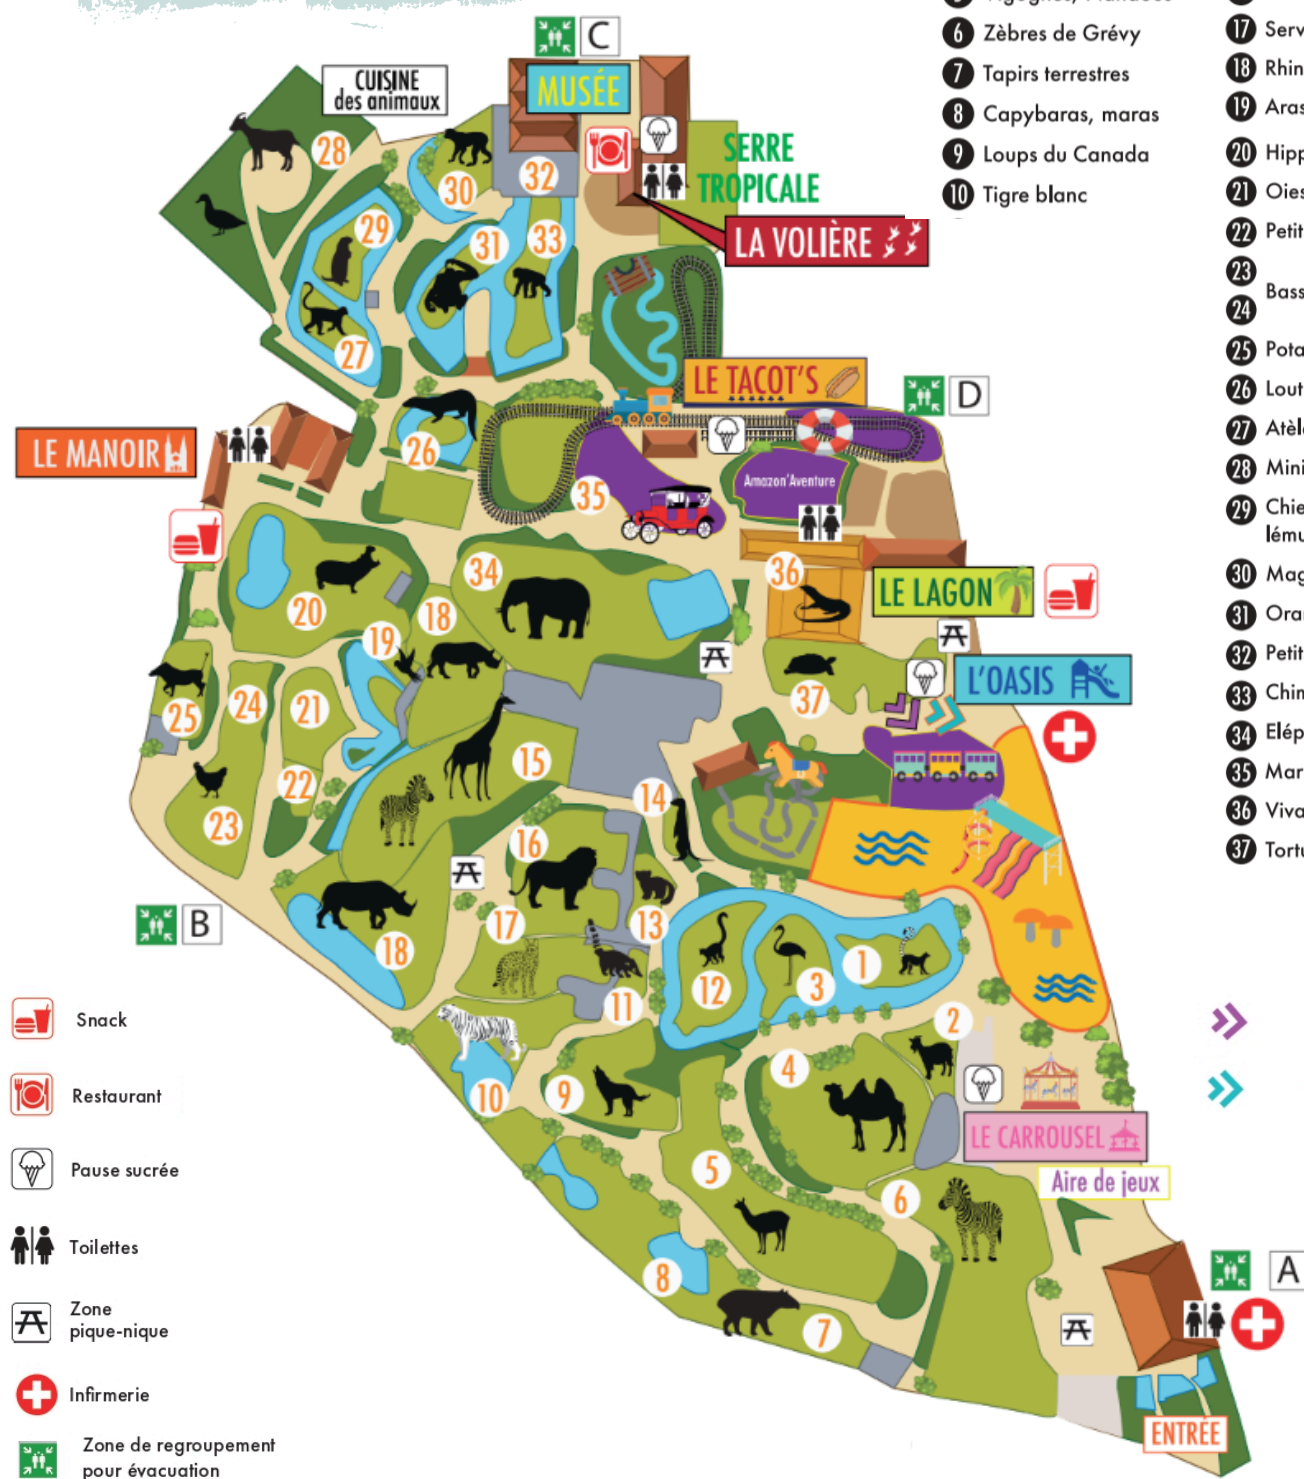 C
CUISINE
des animaux
MUSÉE
SERRE
TROPICALE
LA VOLIÈRE
28
30
32
29
31
33
27
LE TACOT'S
D
LE MANOIR
26
35
Amazon'Aventure
34
36
LE LAGON
20
18
19
L'OASIS
25
24
21
37
22
15
14
23
16
B
17
13
18
12
3
1
11
2
10
9
4
5
LE CARROUSEL
Aire de jeux
6
8
7
A
ENTRÉE
6 Zèbres de Grévy
7 Tapirs terrestres
8 Capybaras, maras
9 Loups du Canada
10 Tigre blanc
17 Serv
18 Rhin
19 Aras
20 Hipp
21 Oies
22 Petit
23
24 Bass
25 Pota
26 Lout
27 Atèl
28 Mini
29 Chie
lému
30 Mag
31 Oran
32 Petit
33 Chin
34 Elép
35 Mar
36 Viva
37 Tortu
Snack
Restaurant
Pause sucrée
Toilettes
Zone
pique-nique
Infirmerie
Zone de regroupement
pour évacuation